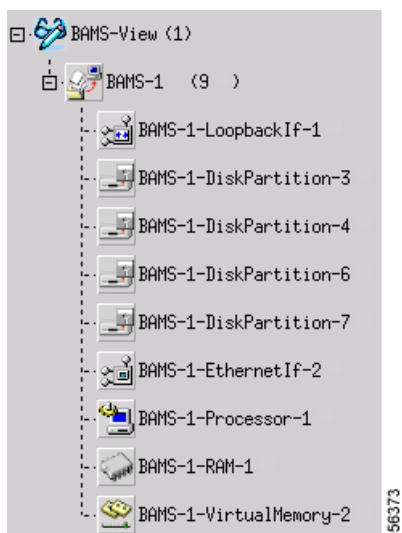 BAMS-View (1)
BAMS-1 (9 )
BAMS-1-LoopbackIf-1
BAMS-1-DiskPartition-3
BAMS-1-DiskPartition-4
BAMS-1-DiskPartition-6
BAMS-1-DiskPartition-7
BAMS-1-EthernetIf-2
BAMS-1-Processor-1
BAMS-1-RAM-1
BAMS-1-VirtualMemory-2
56373